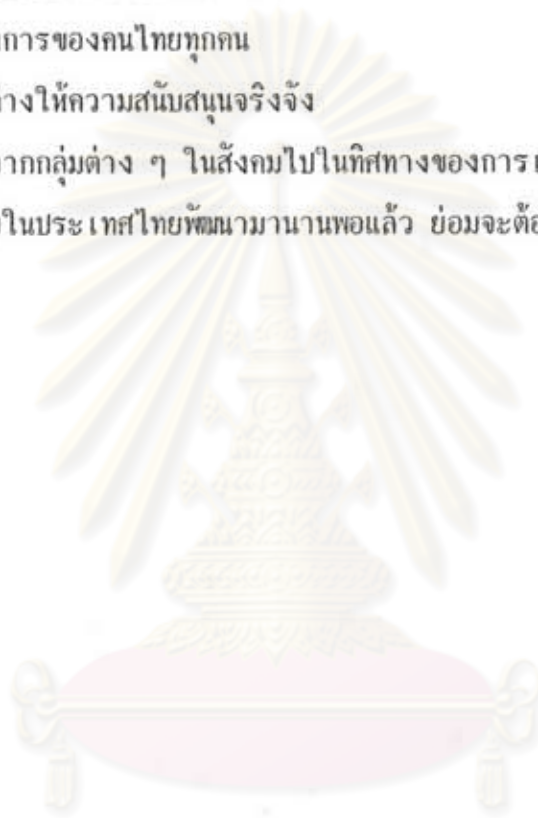 การของคนไทยทุกคน
างให้ความสนับสนุนจริงจัง
ากกลุ่มต่าง ๆ ในสังคมไปในทิศทางของการ
ในประเทศไทยพัฒนามานานพอแล้ว ย่อมจะต้อ